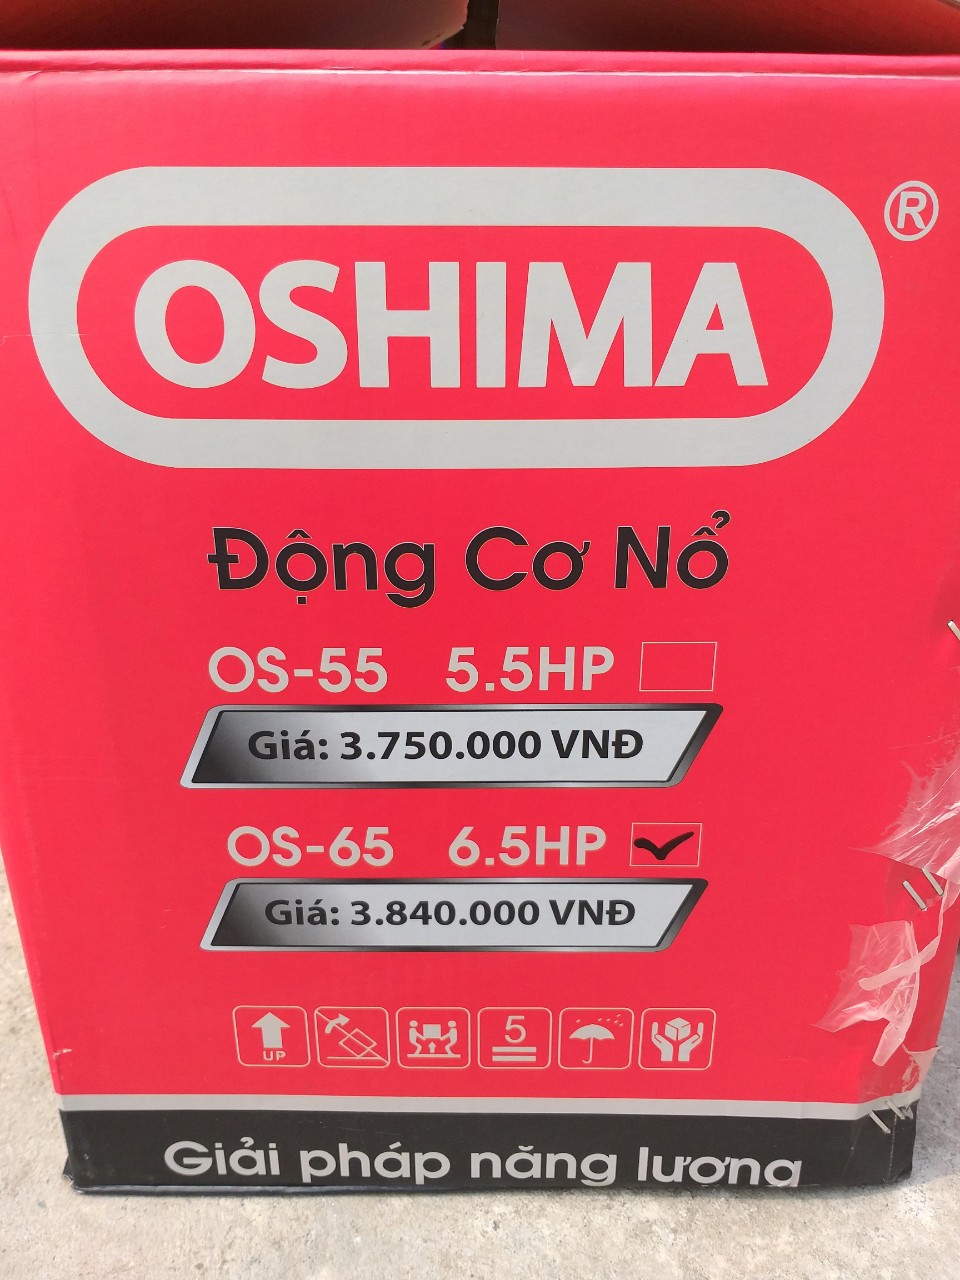 OSHIMA ®
Động Cơ Nổ
OS-55 5.5HP
Giá: 3.750.000 VNĐ
OS-65 6.5HP
Giá: 3.840.000 VNĐ
UP
5
Giải pháp năng lượng